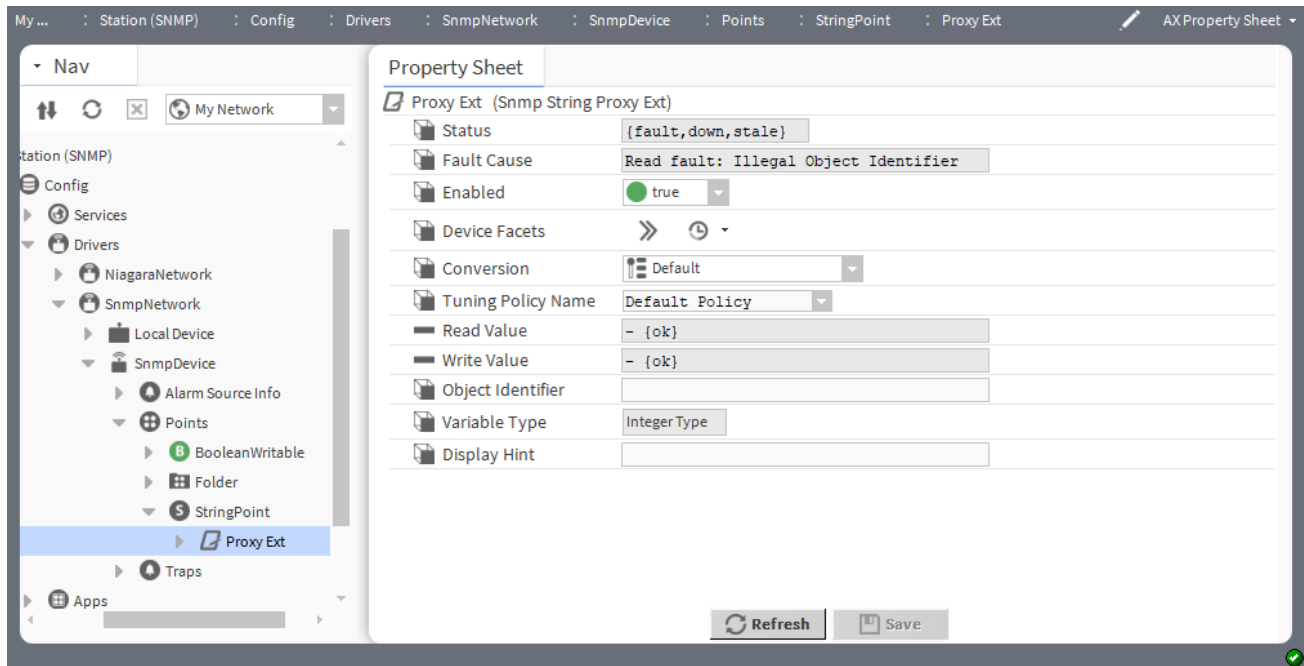 My ... : Station (SNMP) : Config : Drivers : SnmpNetwork : SnmpDevice : Points : StringPoint : Proxy Ext AX Property Sheet
Nav
My Network
Station (SNMP)
Config
Services
Drivers
NiagaraNetwork
SnmpNetwork
Local Device
SnmpDevice
Alarm Source Info
Points
B BooleanWritable
Folder
S StringPoint
Proxy Ext
Traps
Apps
Property Sheet
Proxy Ext (Snmp String Proxy Ext)
Status {fault,down,stale}
Fault Cause Read fault: Illegal Object Identifier
Enabled true
Device Facets
Conversion Default
Tuning Policy Name Default Policy
Read Value - {ok}
Write Value - {ok}
Object Identifier
Variable Type Integer Type
Display Hint
Refresh Save